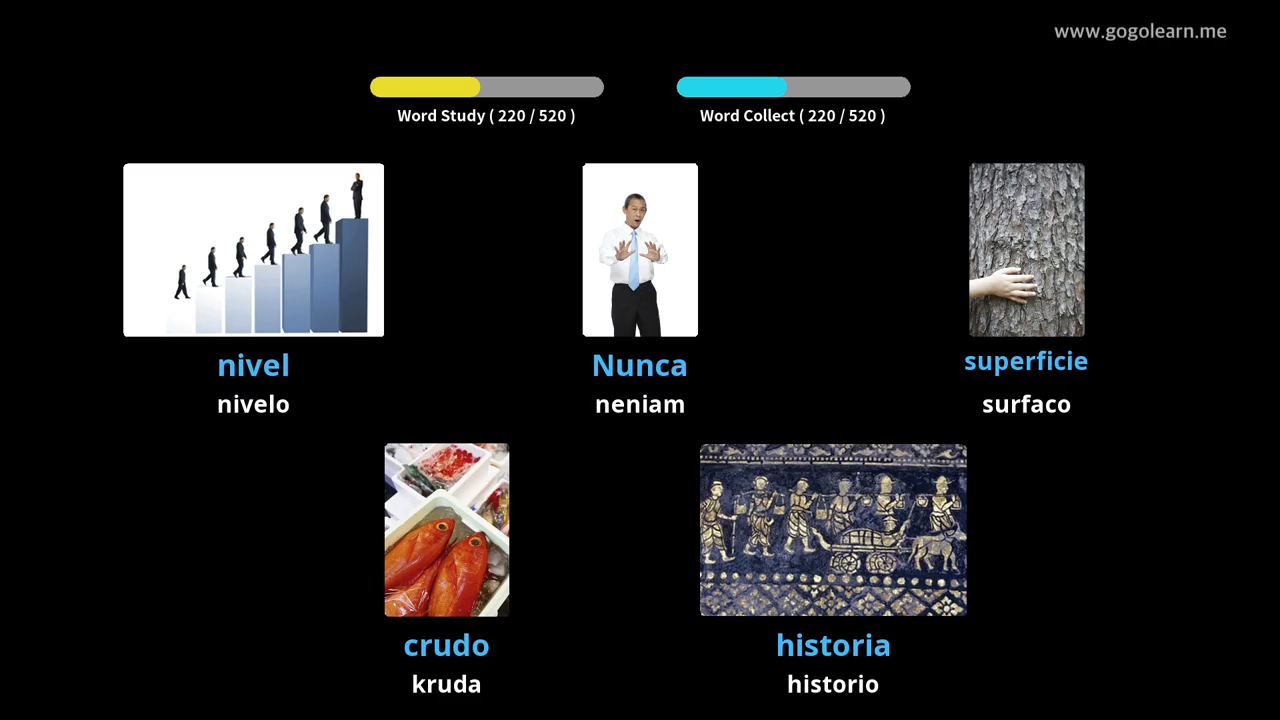 www.gogolearn.me
Word Study ( 220 / 520 )
Word Collect ( 220 / 520 )
nivel
nivelo
Nunca
neniam
superficie
surfaco
crudo
kruda
historia
historio